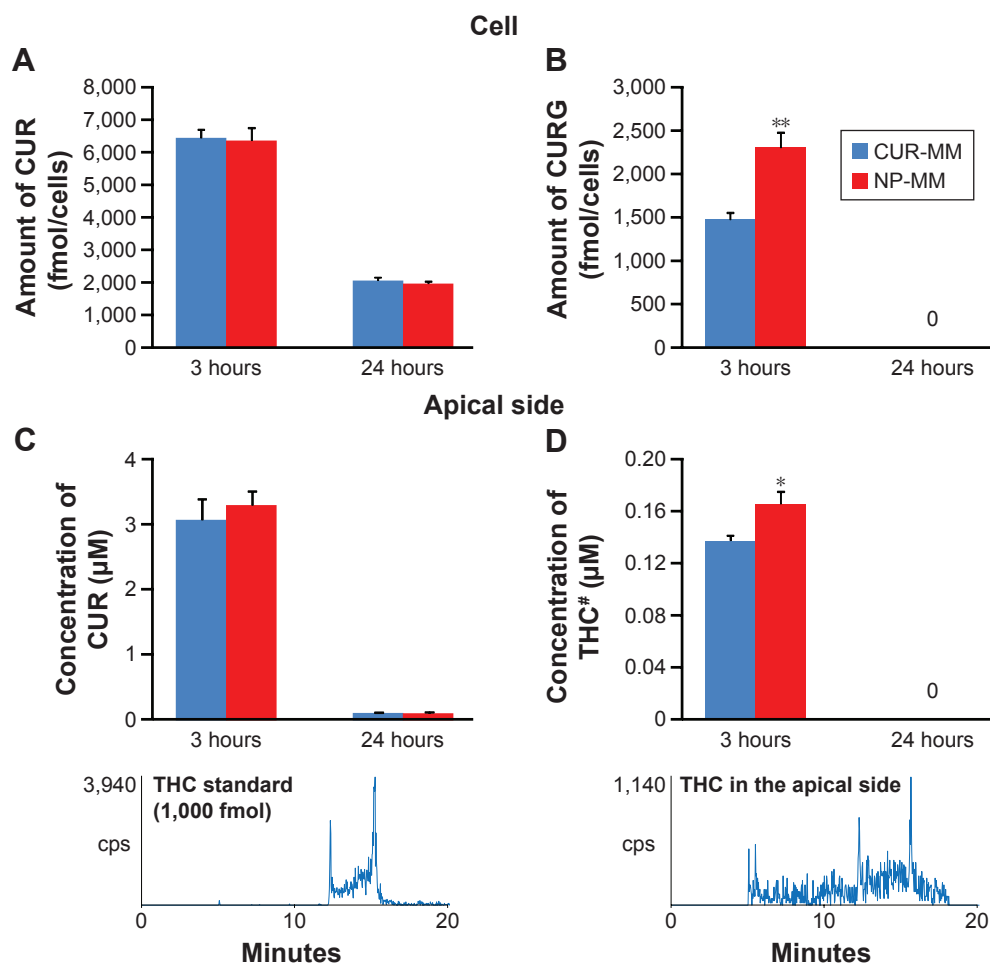 Cell
A
Amount of CUR
(fmol/cells)
8,000
7,000
6,000
5,000
4,000
3,000
2,000
1,000
0
3 hours
24 hours
B
Amount of CURG
(fmol/cells)
3,000
2,500
2,000
1,500
1,000
500
0
**
0
3 hours
24 hours
CUR-MM
NP-MM
Apical side
C
Concentration of
CUR (µM)
4
3
2
1
0
3 hours
24 hours
D
Concentration of
THC# (µM)
0.20
0.16
0.12
0.08
0.04
0
*
0
3 hours
24 hours
3,940
THC standard
(1,000 fmol)
cps
0
10
20
Minutes
1,140
THC in the apical side
cps
0
10
20
Minutes